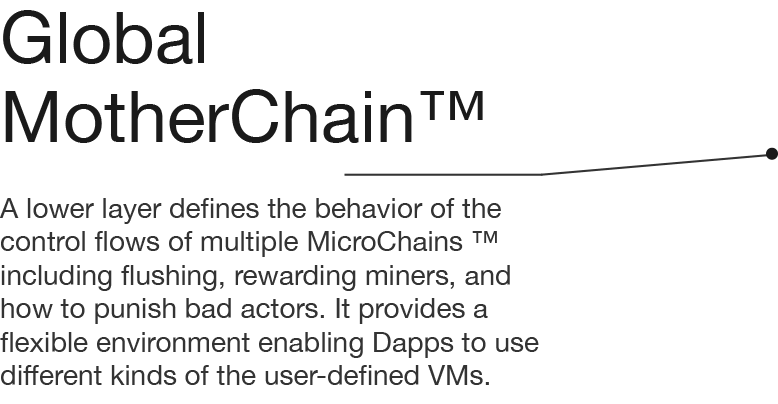 Global
MotherChain™
A lower layer defines the behavior of the
control flows of multiple MicroChains ™
including flushing, rewarding miners, and
how to punish bad actors. It provides a
flexible environment enabling Dapps to use
different kinds of the user-defined VMs.